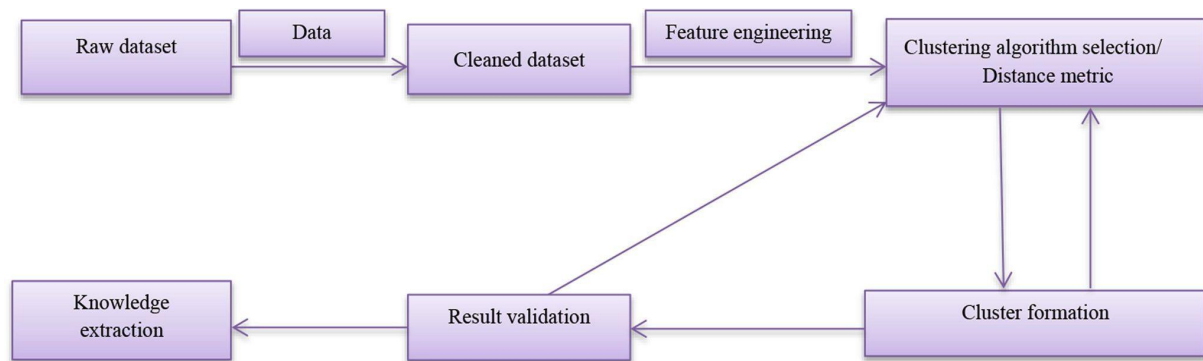 Raw dataset
Data
Cleaned dataset
Feature engineering
Clustering algorithm selection/
Distance metric
Knowledge
extraction
Result validation
Cluster formation